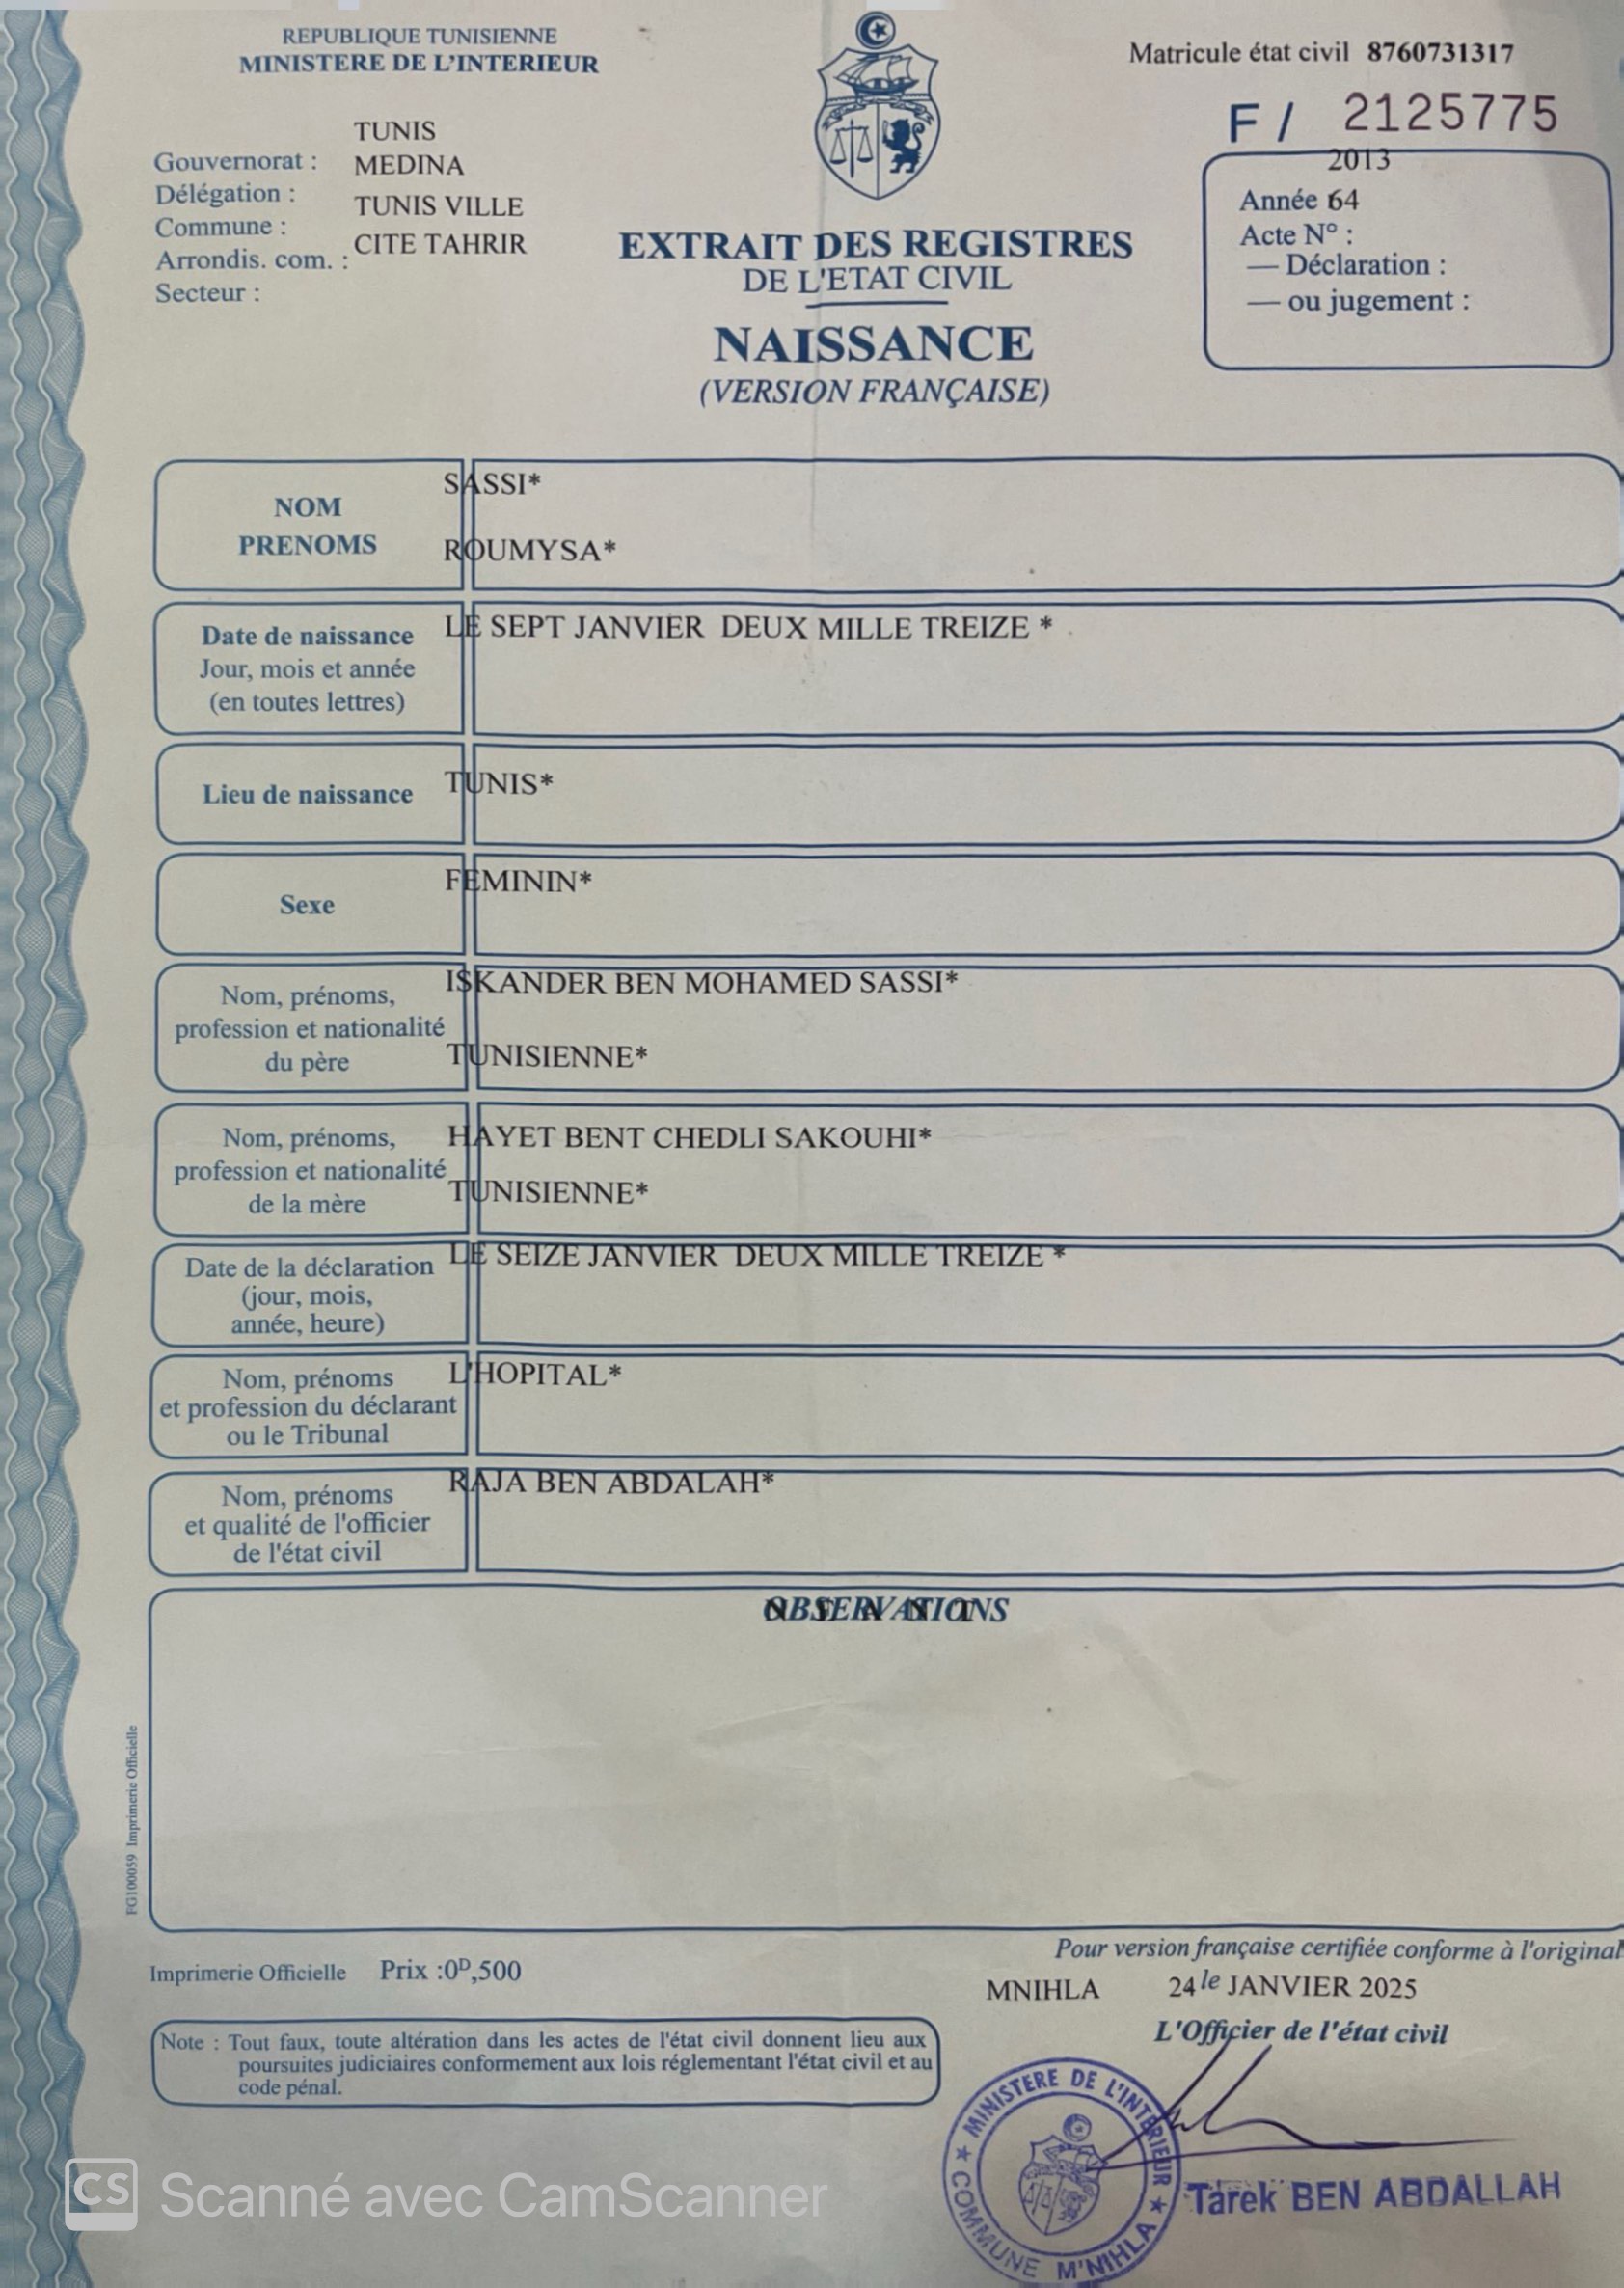 REPUBLIQUE TUNISIENNE
MINISTERE DE L'INTERIEUR
Matricule état civil 8760731317
F / 2125775
TUNIS
Gouvernorat : MEDINA
Délégation :
TUNIS VILLE
Commune :
CITE TAHRIR
Arrondis. com. :
Secteur :
2013
Année 64
Acte N° :
— Déclaration :
— ou jugement :
EXTRAIT DES REGISTRES
DE L'ETAT CIVIL
NAISSANCE
(VERSION FRANÇAISE)
NOM
PRENOMS
SASSI*
ROUMYSA*
Date de naissance
Jour, mois et année
(en toutes lettres)
LE SEPT JANVIER DEUX MILLE TREIZE *
Lieu de naissance
TUNIS*
Sexe
FEMININ*
Nom, prénoms,
profession et nationalité
du père
ISKANDER BEN MOHAMED SASSI*
TUNISIENNE*
Nom, prénoms,
profession et nationalité
de la mère
HAYET BENT CHEDLI SAKOUHI*
TUNISIENNE*
Date de la déclaration
(jour, mois,
année, heure)
LE SEIZE JANVIER DEUX MILLE TREIZE *
Nom, prénoms
et profession du déclarant
ou le Tribunal
L'HOPITAL*
Nom, prénoms
et qualité de l'officier
de l'état civil
RAJA BEN ABDALAH*
OBSERVATIONS
N E A N T
FG100059 Imprimerie Officielle
Pour version française certifiée conforme à l'original
Imprimerie Officielle Prix :0D,500
MNIHLA 24 le JANVIER 2025
L'Officier de l'état civil
Note : Tout faux, toute altération dans les actes de l'état civil donnent lieu aux
poursuites judiciaires conformement aux lois réglementant l'état civil et au
code pénal.
MINISTERE DE L'INTERIEUR
COMMUNE M'NIHLA
Tarek BEN ABDALLAH
CS Scanné avec CamScanner